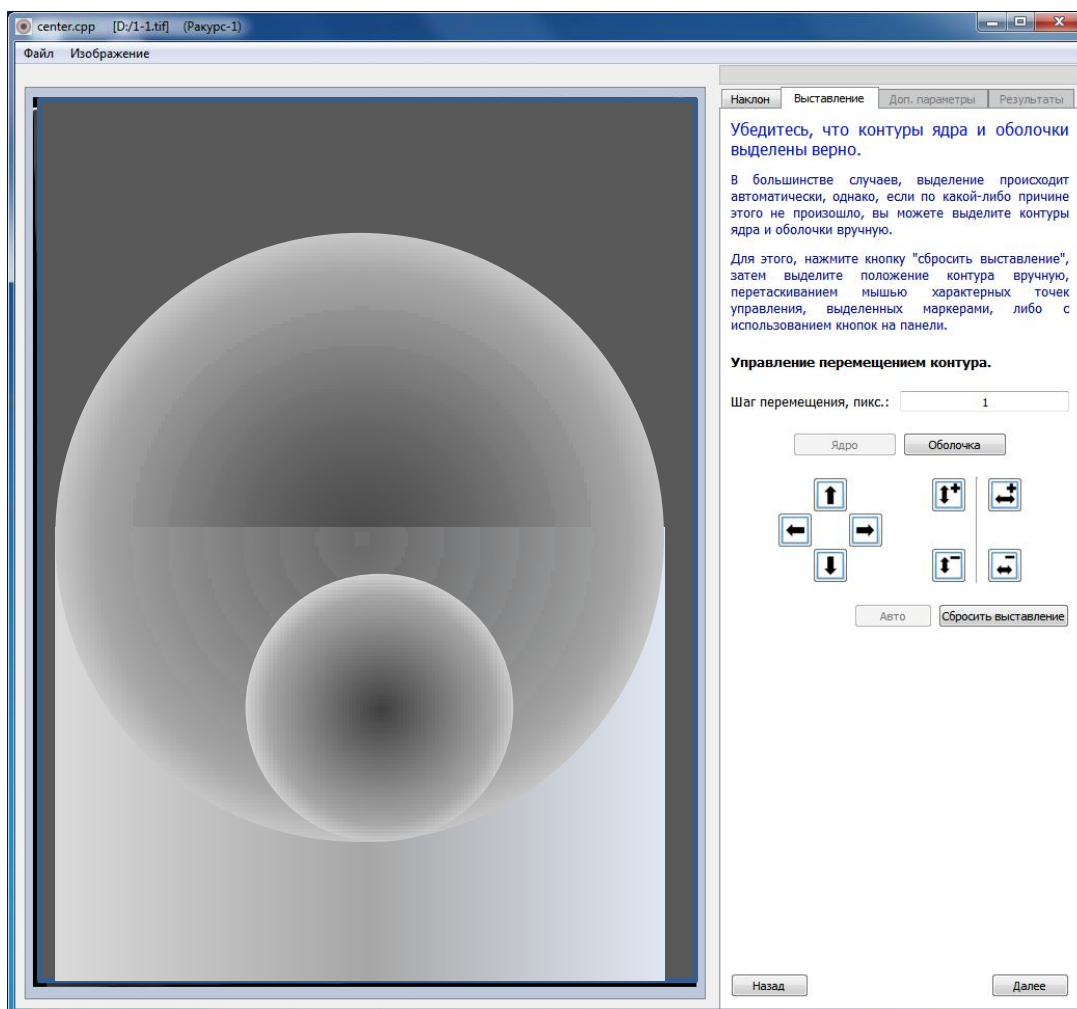 center.cpp [D:/1-1.tif] (Ракурс-1)
Файл Изображение
Наклон Выставление Доп. параметры Результаты
Убедитесь, что контуры ядра и оболочки
выделены верно.
В большинстве случаев, выделение происходит
автоматически, однако, если по какой-либо причине
этого не произошло, вы можете выделите контуры
ядра и оболочки вручную.
Для этого, нажмите кнопку "сбросить выставление",
затем выделите положение контура вручную,
перетаскиванием мышью характерных точек
управления, выделенных маркерами, либо с
использованием кнопок на панели.
Управление перемещением контура.
Шаг перемещения, пикс.: 1
Ядро Оболочка
Авто Сбросить выставление
Назад Далее